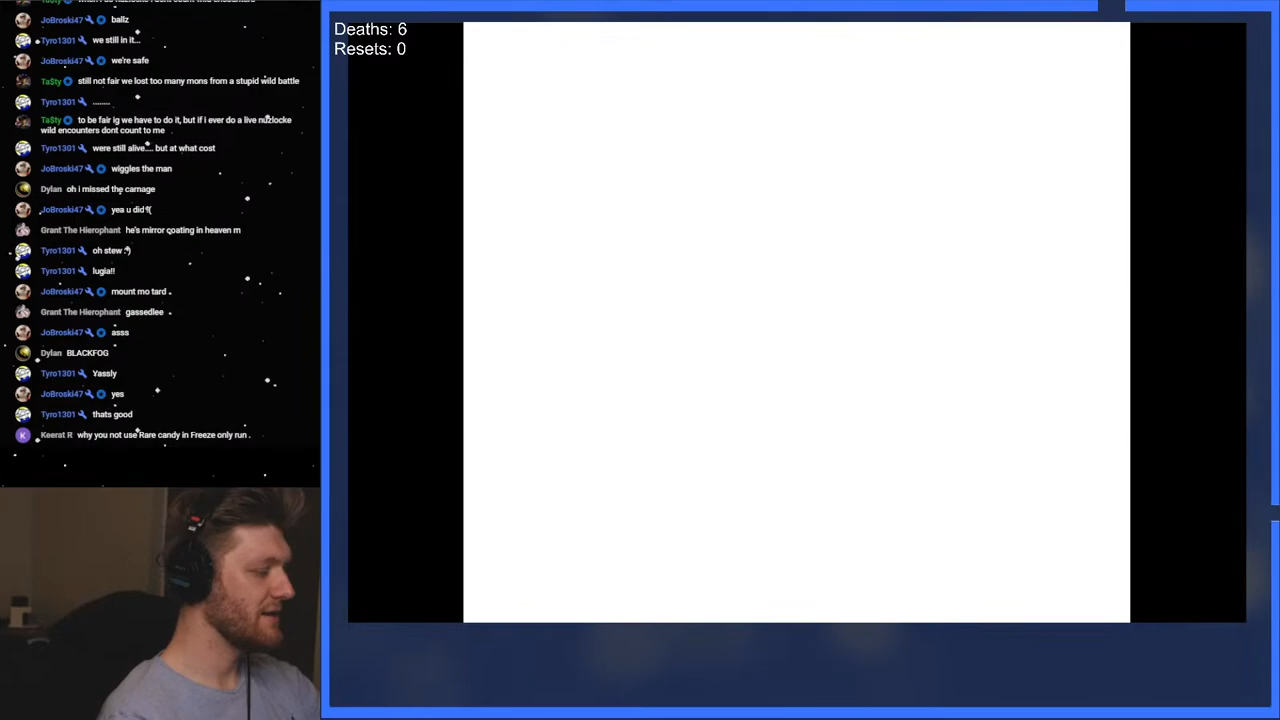 JoBroski47 ballz
Tyro1301 we still in it...
JoBroski47 we're safe
Ta$ty still not fair we lost too many mons from a stupid wild battle
Tyro1301 ........
Ta$ty to be fair ig we have to do it, but if i ever do a live nuzlocke
wild encounters dont count to me
Tyro1301 were still alive.... but at what cost
JoBroski47 wiggles the man
Dylan oh i missed the carnage
JoBroski47 yea u did !(
Grant The Hierophant he's mirror coating in heaven m
Tyro1301 oh stew :')
Tyro1301 lugia!!
JoBroski47 mount mo tard
Grant The Hierophant gassedlee
JoBroski47 asss
Dylan BLACKFOG
Tyro1301 Yassly
JoBroski47 yes
Tyro1301 thats good
K Keerat R why you not use Rare candy in Freeze only run .
Deaths: 6
Resets: 0